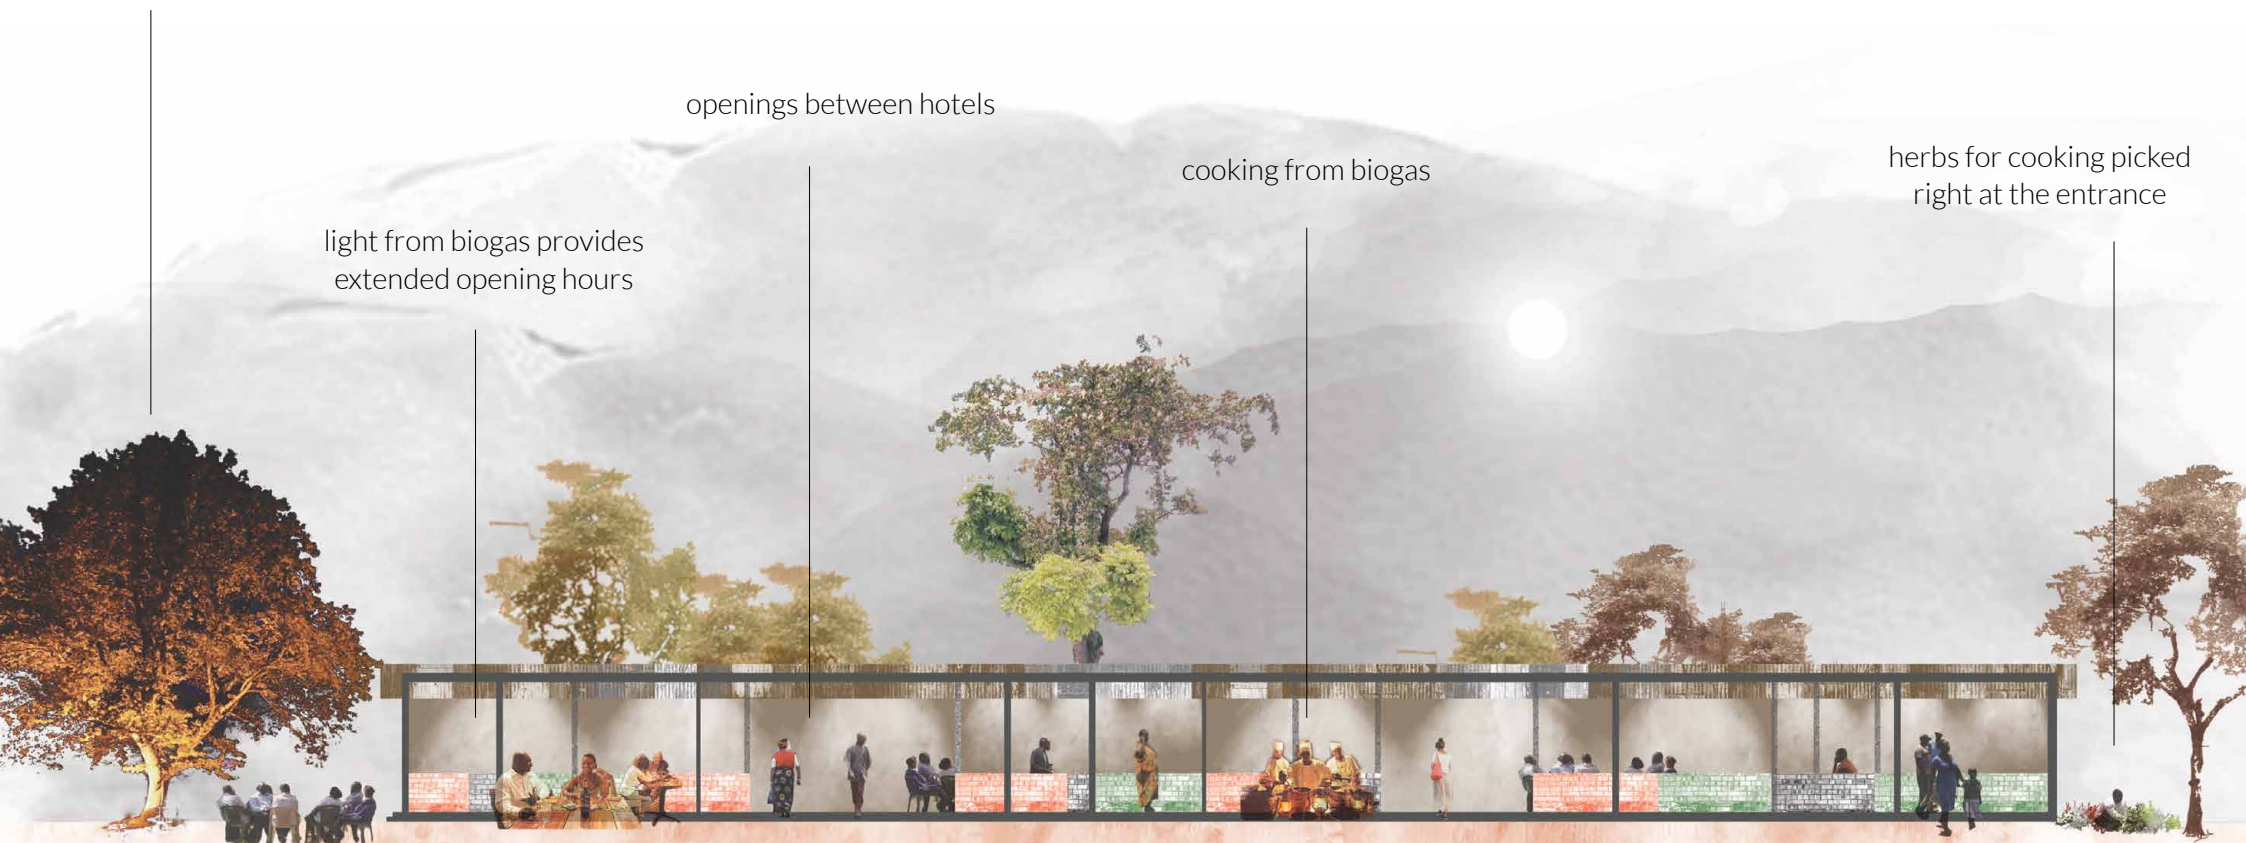 openings between hotels
cooking from biogas
herbs for cooking picked
right at the entrance
light from biogas provides
extended opening hours